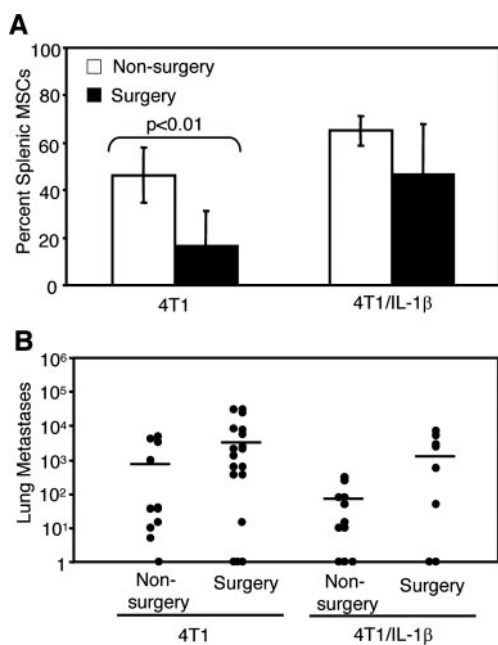 A
Percent Splenic MSCs
100
80
60
40
20
0
Non-surgery
Surgery
p<0.01
4T1
4T1/IL-1β
B
Lung Metastases
10⁶
10⁵
10⁴
10³
10²
10¹
1
Non-
surgery
Surgery
Non-
surgery
Surgery
4T1
4T1/IL-1β